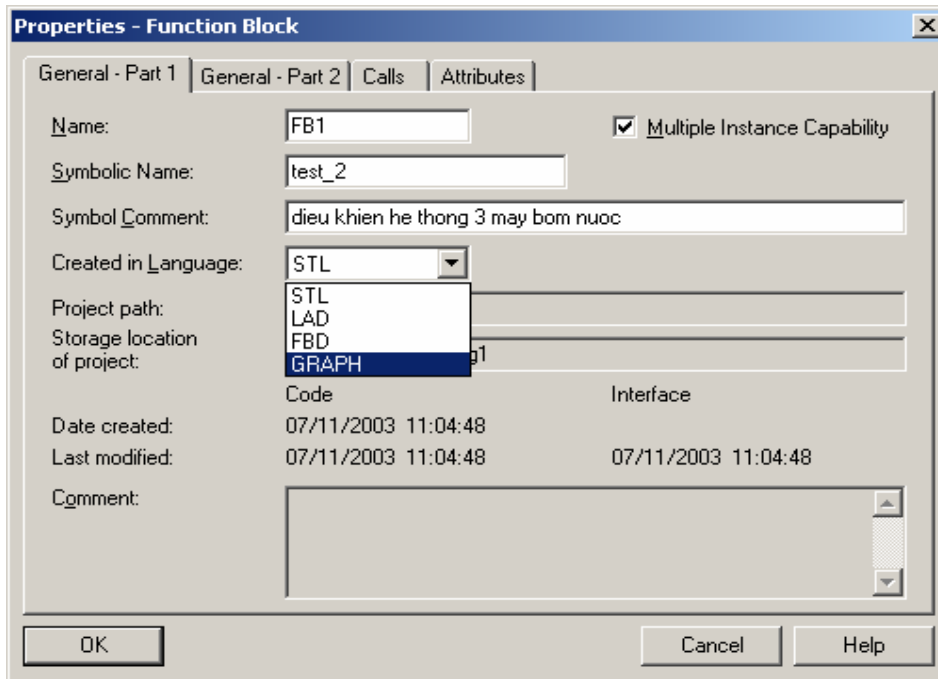 Properties - Function Block
General - Part 1 General - Part 2 Calls Attributes
Name: FB1 Multiple Instance Capability
Symbolic Name: test_2
Symbol Comment: dieu khien he thong 3 may bom nuoc
Created in Language: STL
STL
LAD
FBD
GRAPH
Project path:
Storage location
of project: g1
Code Interface
Date created: 07/11/2003 11:04:48
Last modified: 07/11/2003 11:04:48 07/11/2003 11:04:48
Comment:
OK Cancel Help